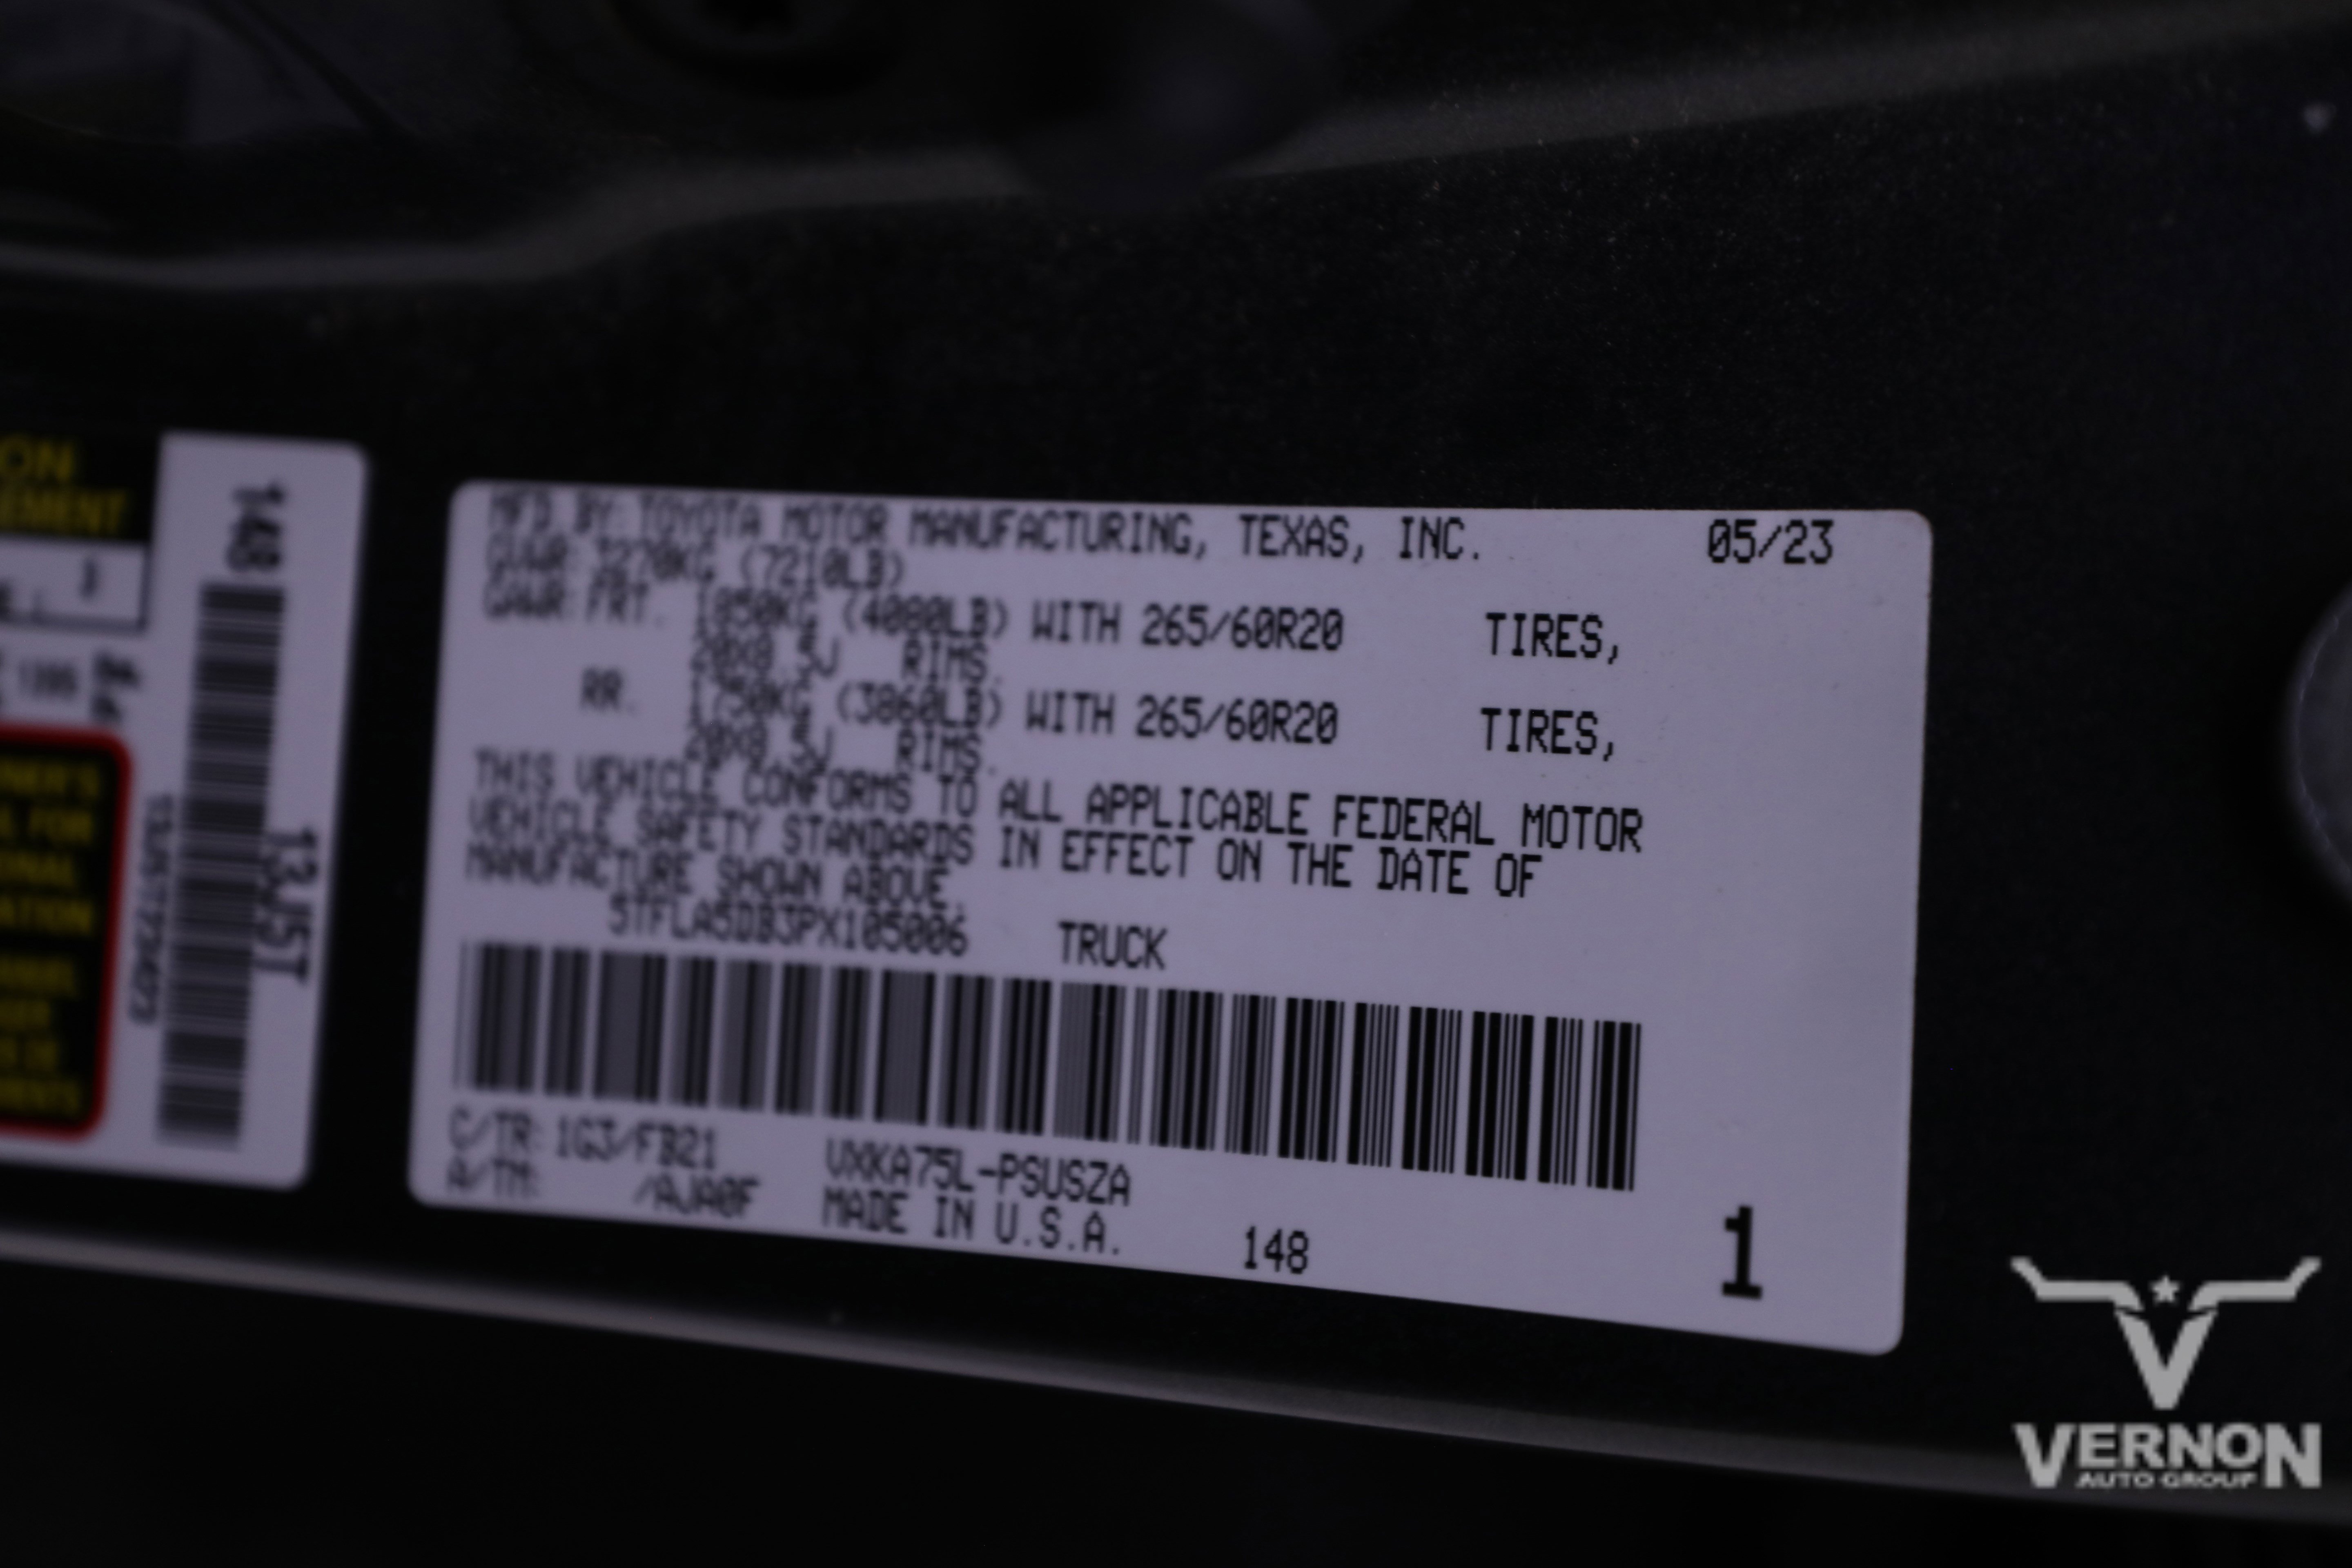 MFD. BY: TOYOTA MOTOR MANUFACTURING, TEXAS, INC. 05/23
GVWR: 3270KG (7210LB)
GAWR: FRT. 1850KG (4080LB) WITH 265/60R20 TIRES,
20X8.5J RIMS.
RR. 1750KG (3860LB) WITH 265/60R20 TIRES,
20X8.5J RIMS.
THIS VEHICLE CONFORMS TO ALL APPLICABLE FEDERAL MOTOR
VEHICLE SAFETY STANDARDS IN EFFECT ON THE DATE OF
MANUFACTURE SHOWN ABOVE.
5TFLA5DB3PX105006 TRUCK
C/TR: 1G3/FB21 VXKA75L-PSUSZA
A/TM: /AJA0F MADE IN U.S.A. 148 1
148
13J5T
VERNON
AUTO GROUP